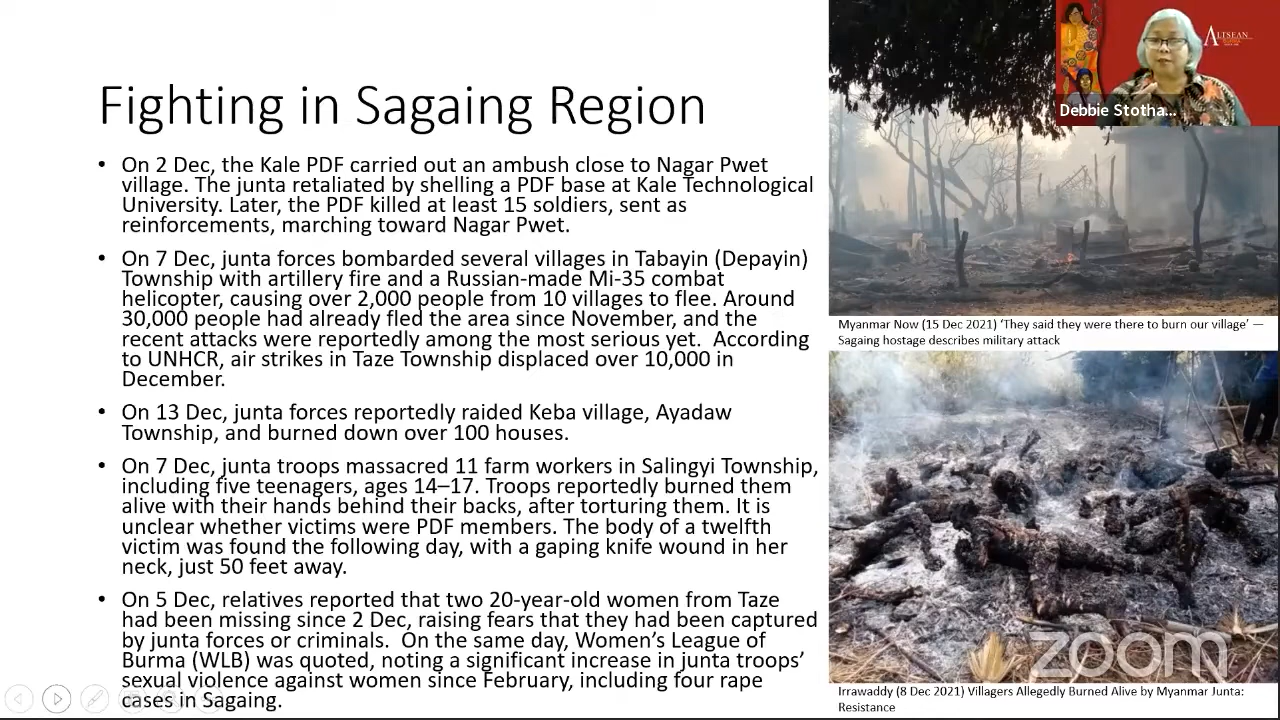 Fighting in Sagaing Region
• On 2 Dec, the Kale PDF carried out an ambush close to Nagar Pwet
village. The junta retaliated by shelling a PDF base at Kale Technological
University. Later, the PDF killed at least 15 soldiers, sent as
reinforcements, marching toward Nagar Pwet.
• On 7 Dec, junta forces bombarded several villages in Tabayin (Depayin)
Township with artillery fire and a Russian-made Mi-35 combat
helicopter, causing over 2,000 people from 10 villages to flee. Around
30,000 people had already fled the area since November, and the
recent attacks were reportedly among the most serious yet.  According
to UNHCR, air strikes in Taze Township displaced over 10,000 in
December.
• On 13 Dec, junta forces reportedly raided Keba village, Ayadaw
Township, and burned down over 100 houses.
• On 7 Dec, junta troops massacred 11 farm workers in Salingyi Township,
including five teenagers, ages 14–17. Troops reportedly burned them
alive with their hands behind their backs, after torturing them. It is
unclear whether victims were PDF members. The body of a twelfth
victim was found the following day, with a gaping knife wound in her
neck, just 50 feet away.
• On 5 Dec, relatives reported that two 20-year-old women from Taze
had been missing since 2 Dec, raising fears that they had been captured
by junta forces or criminals.  On the same day, Women’s League of
Burma (WLB) was quoted, noting a significant increase in junta troops’
sexual violence against women since February, including four rape
cases in Sagaing.
ALTSEAN
Debbie Stotha...
Myanmar Now (15 Dec 2021) ‘They said they were there to burn our village’ —
Sagaing hostage describes military attack
zoom
Irrawaddy (8 Dec 2021) Villagers Allegedly Burned Alive by Myanmar Junta:
Resistance